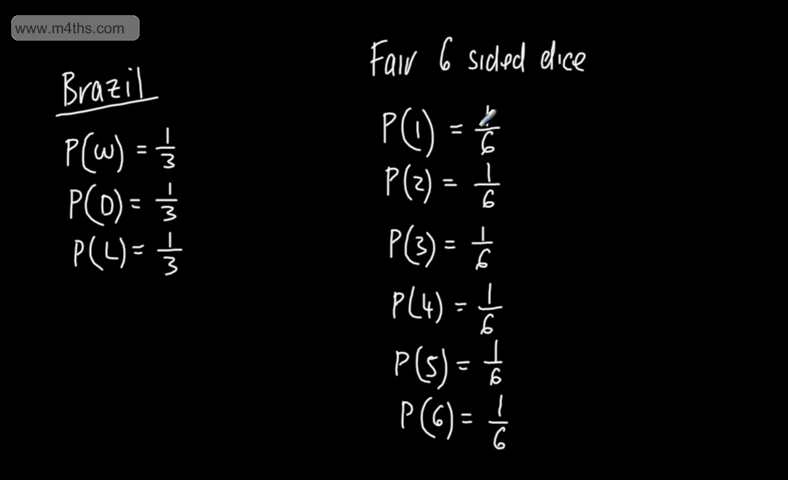 www.m4ths.com
Brazil
P(W) = 1/3
P(D) = 1/3
P(L) = 1/3
Fair 6 sided dice
P(1) = 1/6
P(2) = 1/6
P(3) = 1/6
P(4) = 1/6
P(5) = 1/6
P(6) = 1/6